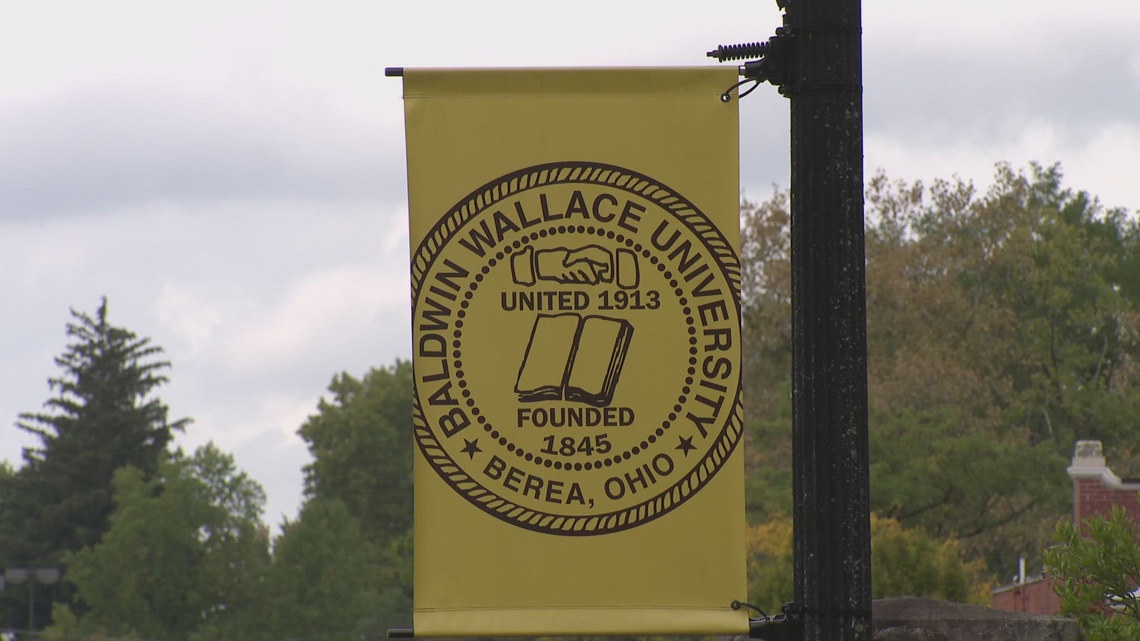 BALDWIN WALLACE UNIVERSITY
UNITED 1913
FOUNDED
1845
★ BEREA, OHIO ★